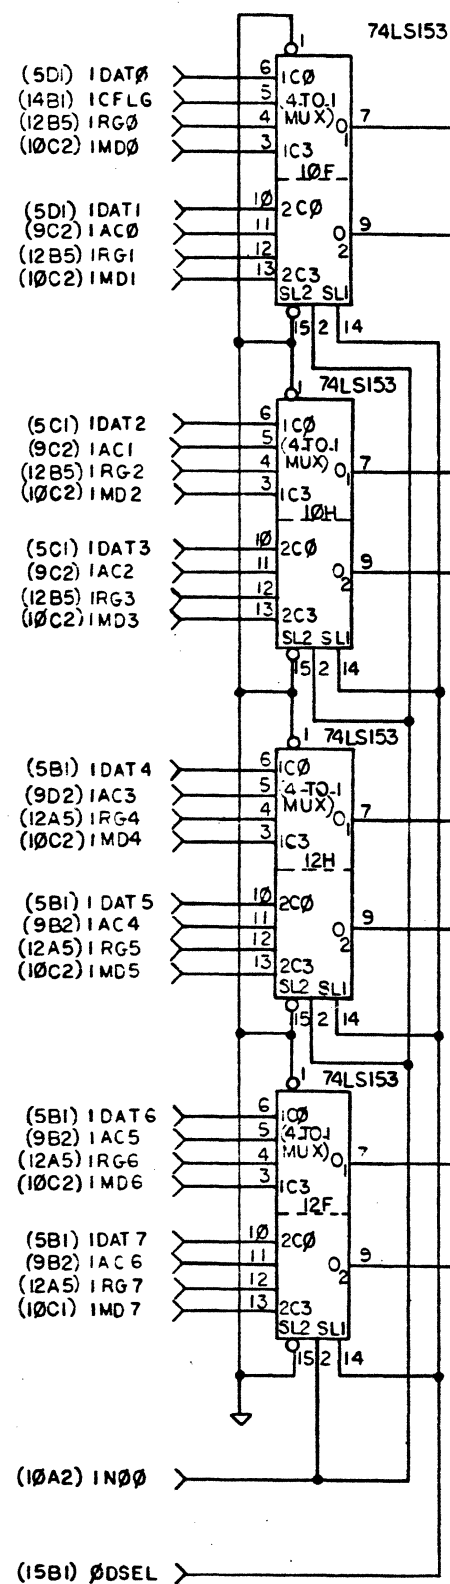 1 74LS153
(5D1) IDATØ 6 1CØ
(14B1) ICFLG 5 (4-TO-1
(12B5) IRGØ 4 MUX) O1 7
(1ØC2) IMDØ 3 1C3
1ØF
(5D1) IDAT1 1Ø 2CØ
(9C2) IACØ 11 O2 9
(12B5) IRG1 12
(1ØC2) IMD1 13 2C3
SL2 SL1
15 2 14
1 74LS153
(5C1) IDAT2 6 1CØ
(9C2) IAC1 5 (4-TO-1
(12B5) IRG2 4 MUX) O1 7
(1ØC2) IMD2 3 1C3
1ØH
(5C1) IDAT3 1Ø 2CØ
(9C2) IAC2 11 O2 9
(12B5) IRG3 12
(1ØC2) IMD3 13 2C3
SL2 SL1
15 2 14
1 74LS153
(5B1) IDAT4 6 1CØ
(9D2) IAC3 5 (4-TO-1
(12A5) IRG4 4 MUX) O1 7
(1ØC2) IMD4 3 1C3
12H
(5B1) IDAT5 1Ø 2CØ
(9B2) IAC4 11 O2 9
(12A5) IRG5 12
(1ØC2) IMD5 13 2C3
SL2 SL1
15 2 14
1 74LS153
(5B1) IDAT6 6 1CØ
(9B2) IAC5 5 (4-TO-1
(12A5) IRG6 4 MUX) O1 7
(1ØC2) IMD6 3 1C3
12F
(5B1) IDAT7 1Ø 2CØ
(9B2) IAC6 11 O2 9
(12A5) IRG7 12
(1ØC1) IMD7 13 2C3
SL2 SL1
15 2 14
(1ØA2) INØØ
(15B1) ØDSEL